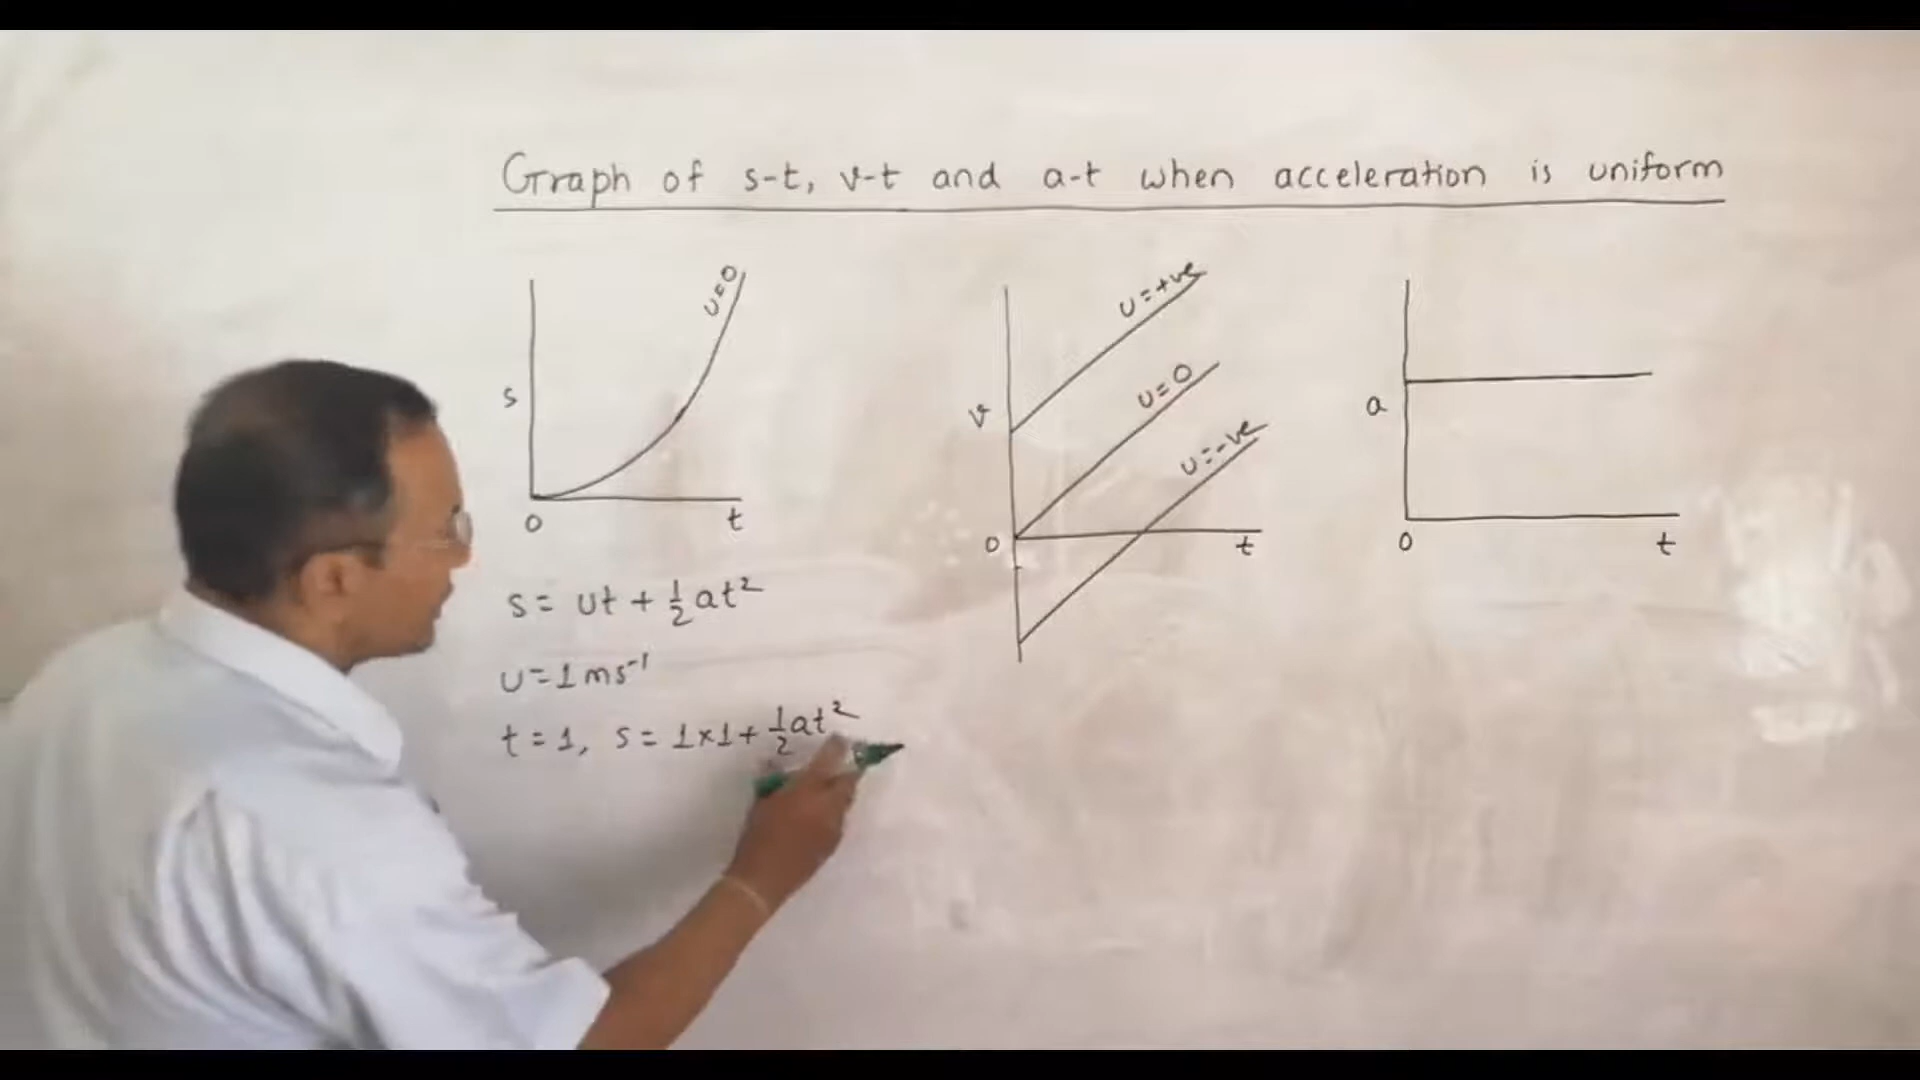 Graph of s-t, v-t and a-t when acceleration is uniform
s
u=0
0
t
v
u=+ve
u=0
u=-ve
0
t
a
0
t
s= ut + ½at²
u=1ms⁻¹
t=1, s= 1×1+½at²